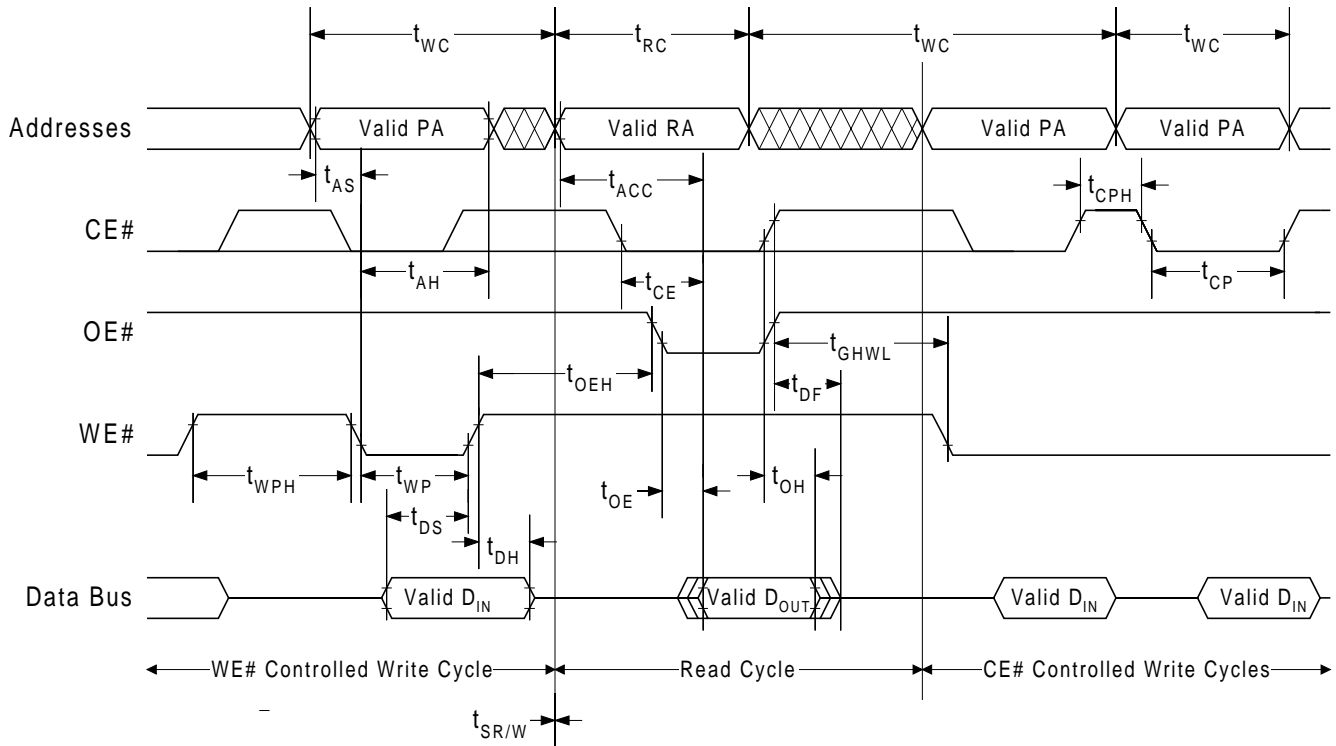 tWC tRC tWC tWC
Addresses Valid PA Valid RA Valid PA Valid PA
tAS tACC tCPH
CE#
tAH tCE tCP
OE#
tOEH tGHWL
tDF
WE#
tWPH tWP tOE tOH
tDS
tDH
Data Bus Valid DIN Valid DOUT Valid DIN Valid DIN
WE# Controlled Write Cycle Read Cycle CE# Controlled Write Cycles
tSR/W